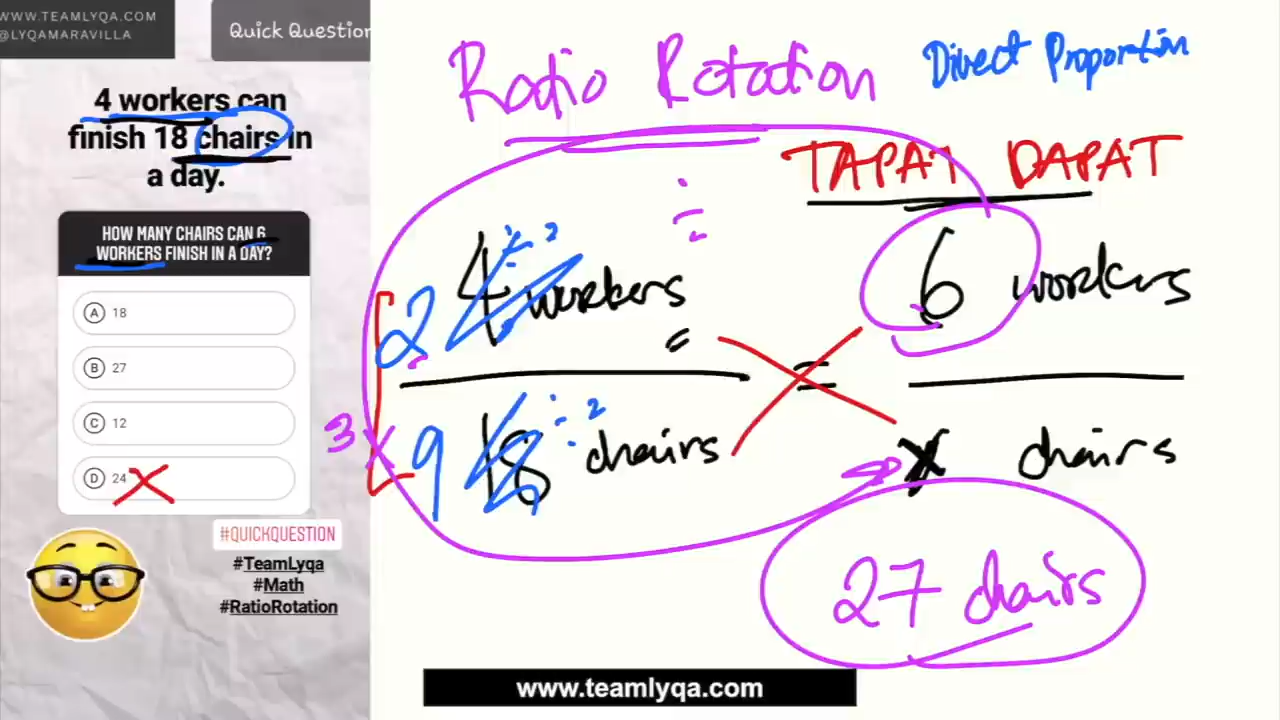 WWW.TEAMLYQA.COM
@LYQAMARAVILLA
Quick Question
4 workers can
finish 18 chairs in
a day.
HOW MANY CHAIRS CAN 6
WORKERS FINISH IN A DAY?
A 18
B 27
C 12
D 24
#QUICKQUESTION
#TeamLyqa
#Math
#RatioRotation
Ratio Rotation
Direct Proportion
TAPAT DAPAT
÷ 2
2 4 workers
=
6 workers
3
9 18 chairs
÷ 2
x chairs
27 chairs
www.teamlyqa.com